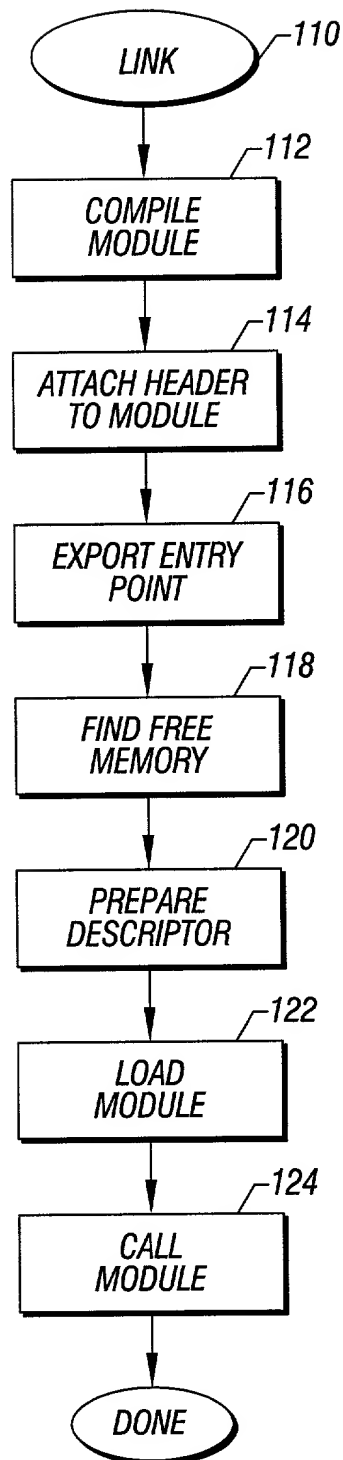 LINK
110
112
COMPILE
MODULE
114
ATTACH HEADER
TO MODULE
116
EXPORT ENTRY
POINT
118
FIND FREE
MEMORY
120
PREPARE
DESCRIPTOR
122
LOAD
MODULE
124
CALL
MODULE
DONE